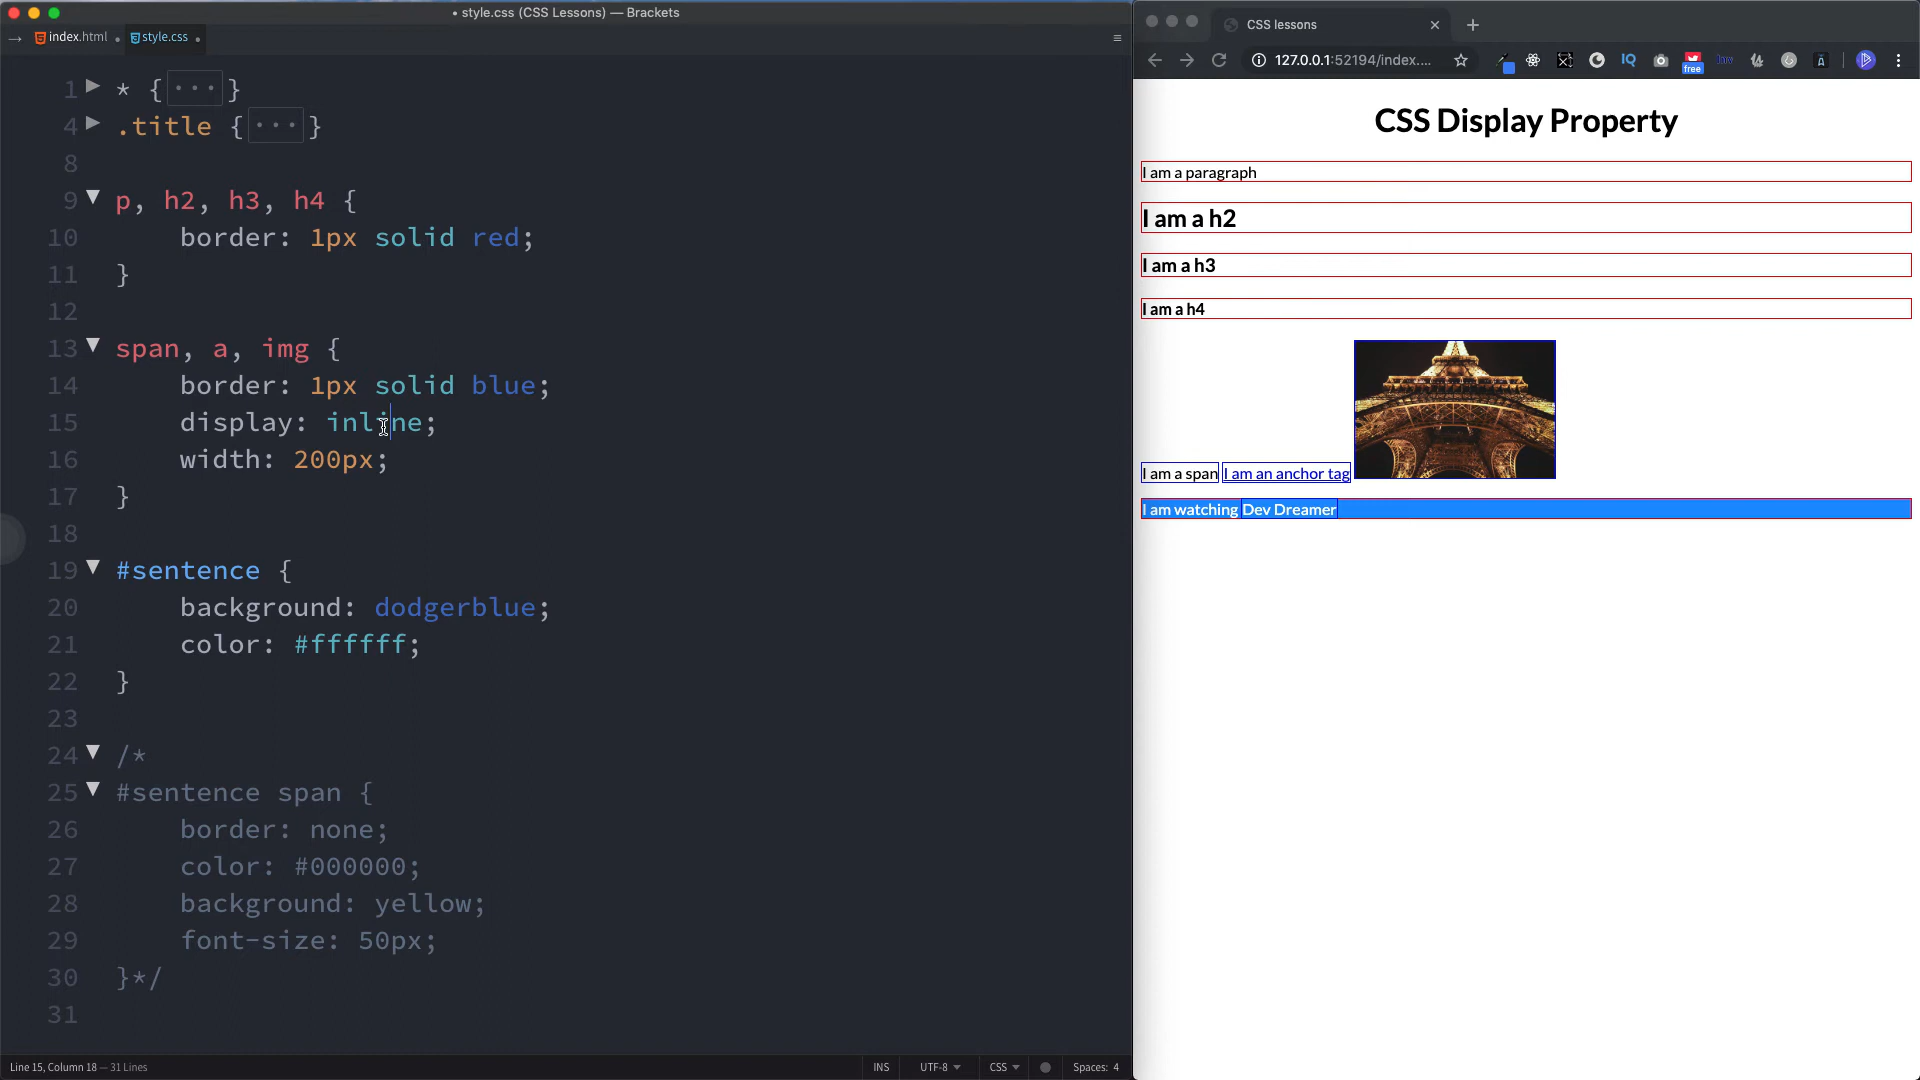 • style.css (CSS Lessons) — Brackets
index.html •
style.css •
1 * {···}
4 .title {···}
8
9 p, h2, h3, h4 {
10 border: 1px solid red;
11 }
12
13 span, a, img {
14 border: 1px solid blue;
15 display: inline;
16 width: 200px;
17 }
18
19 #sentence {
20 background: dodgerblue;
21 color: #ffffff;
22 }
23
24 /*
25 #sentence span {
26 border: none;
27 color: #000000;
28 background: yellow;
29 font-size: 50px;
30 }*/
31
Line 15, Column 18 — 31 Lines
INS
UTF-8
CSS
Spaces: 4
CSS lessons
127.0.0.1:52194/index....
IQ
free
CSS Display Property
I am a paragraph
I am a h2
I am a h3
I am a h4
I am a span I am an anchor tag
I am watching Dev Dreamer